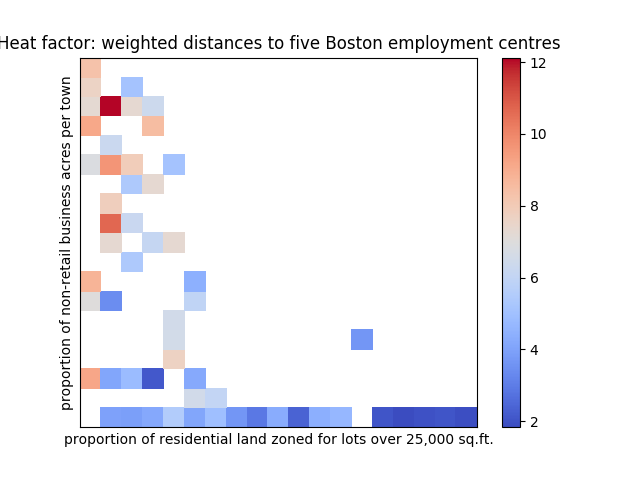 Heat factor: weighted distances to five Boston employment centres
proportion of non-retail business acres per town
proportion of residential land zoned for lots over 25,000 sq.ft.
12
10
8
6
4
2